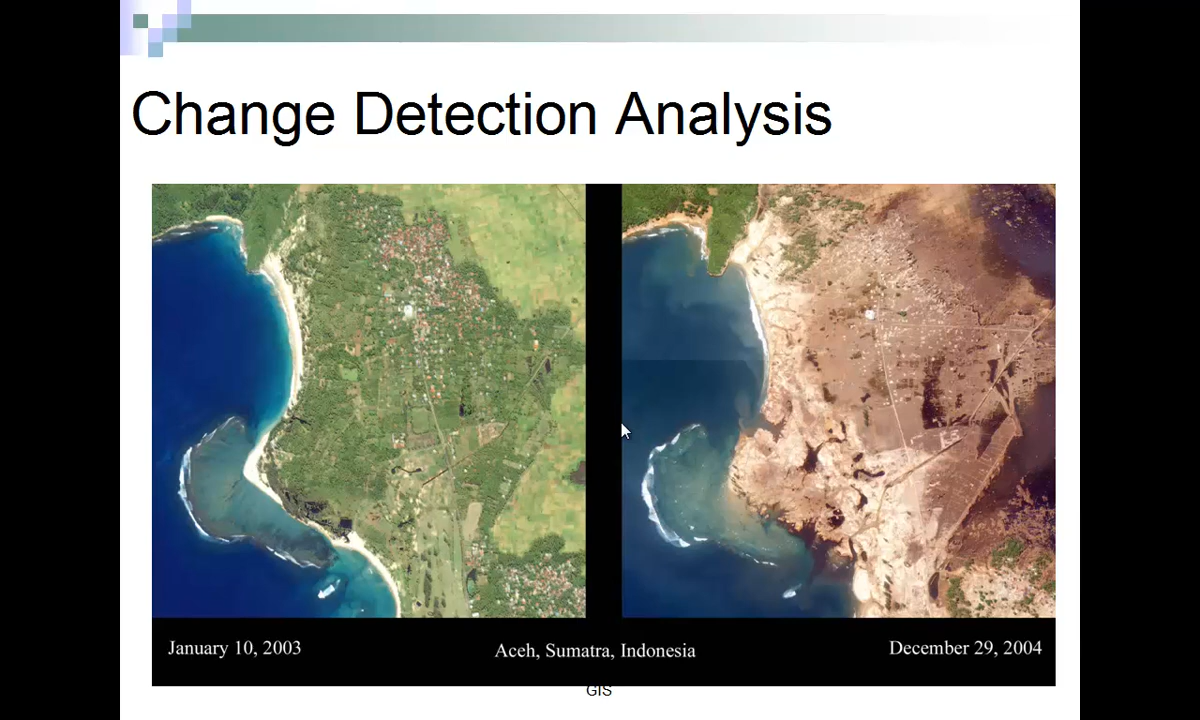 Change Detection Analysis
January 10, 2003
Aceh, Sumatra, Indonesia
December 29, 2004
GIS